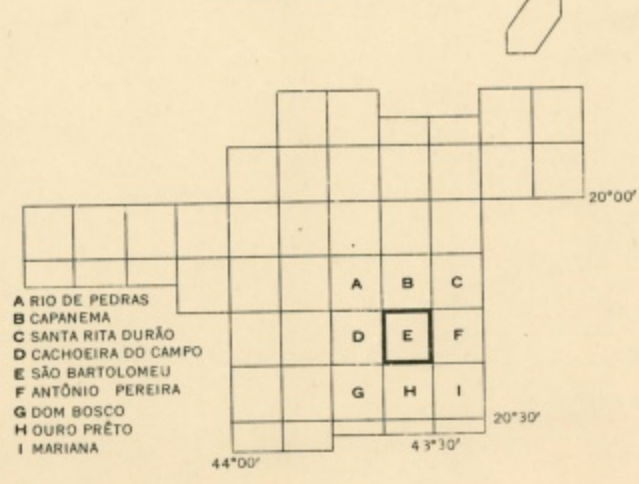 20°00'
A B C
A RIO DE PEDRAS
B CAPANEMA
C SANTA RITA DURÃO
D E F
D CACHOEIRA DO CAMPO
E SÃO BARTOLOMEU
F ANTÔNIO PEREIRA
G H I
G DOM BOSCO
H OURO PRÊTO
I MARIANA
20°30'
43°30'
44°00'